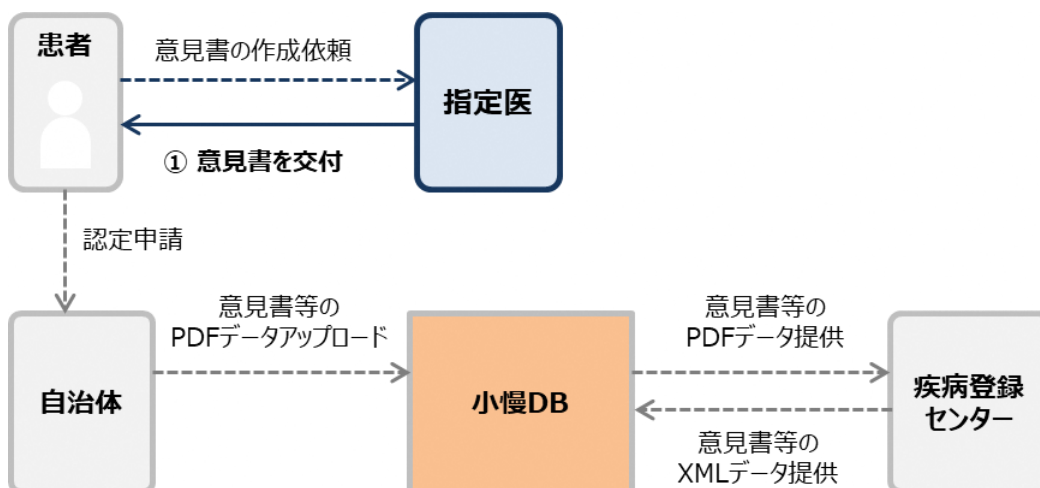 患者
意見書の作成依頼
指定医
① 意見書を交付
認定申請
意見書等の
PDFデータアップロード
意見書等の
PDFデータ提供
自治体
小慢DB
疾病登録
センター
意見書等の
XMLデータ提供